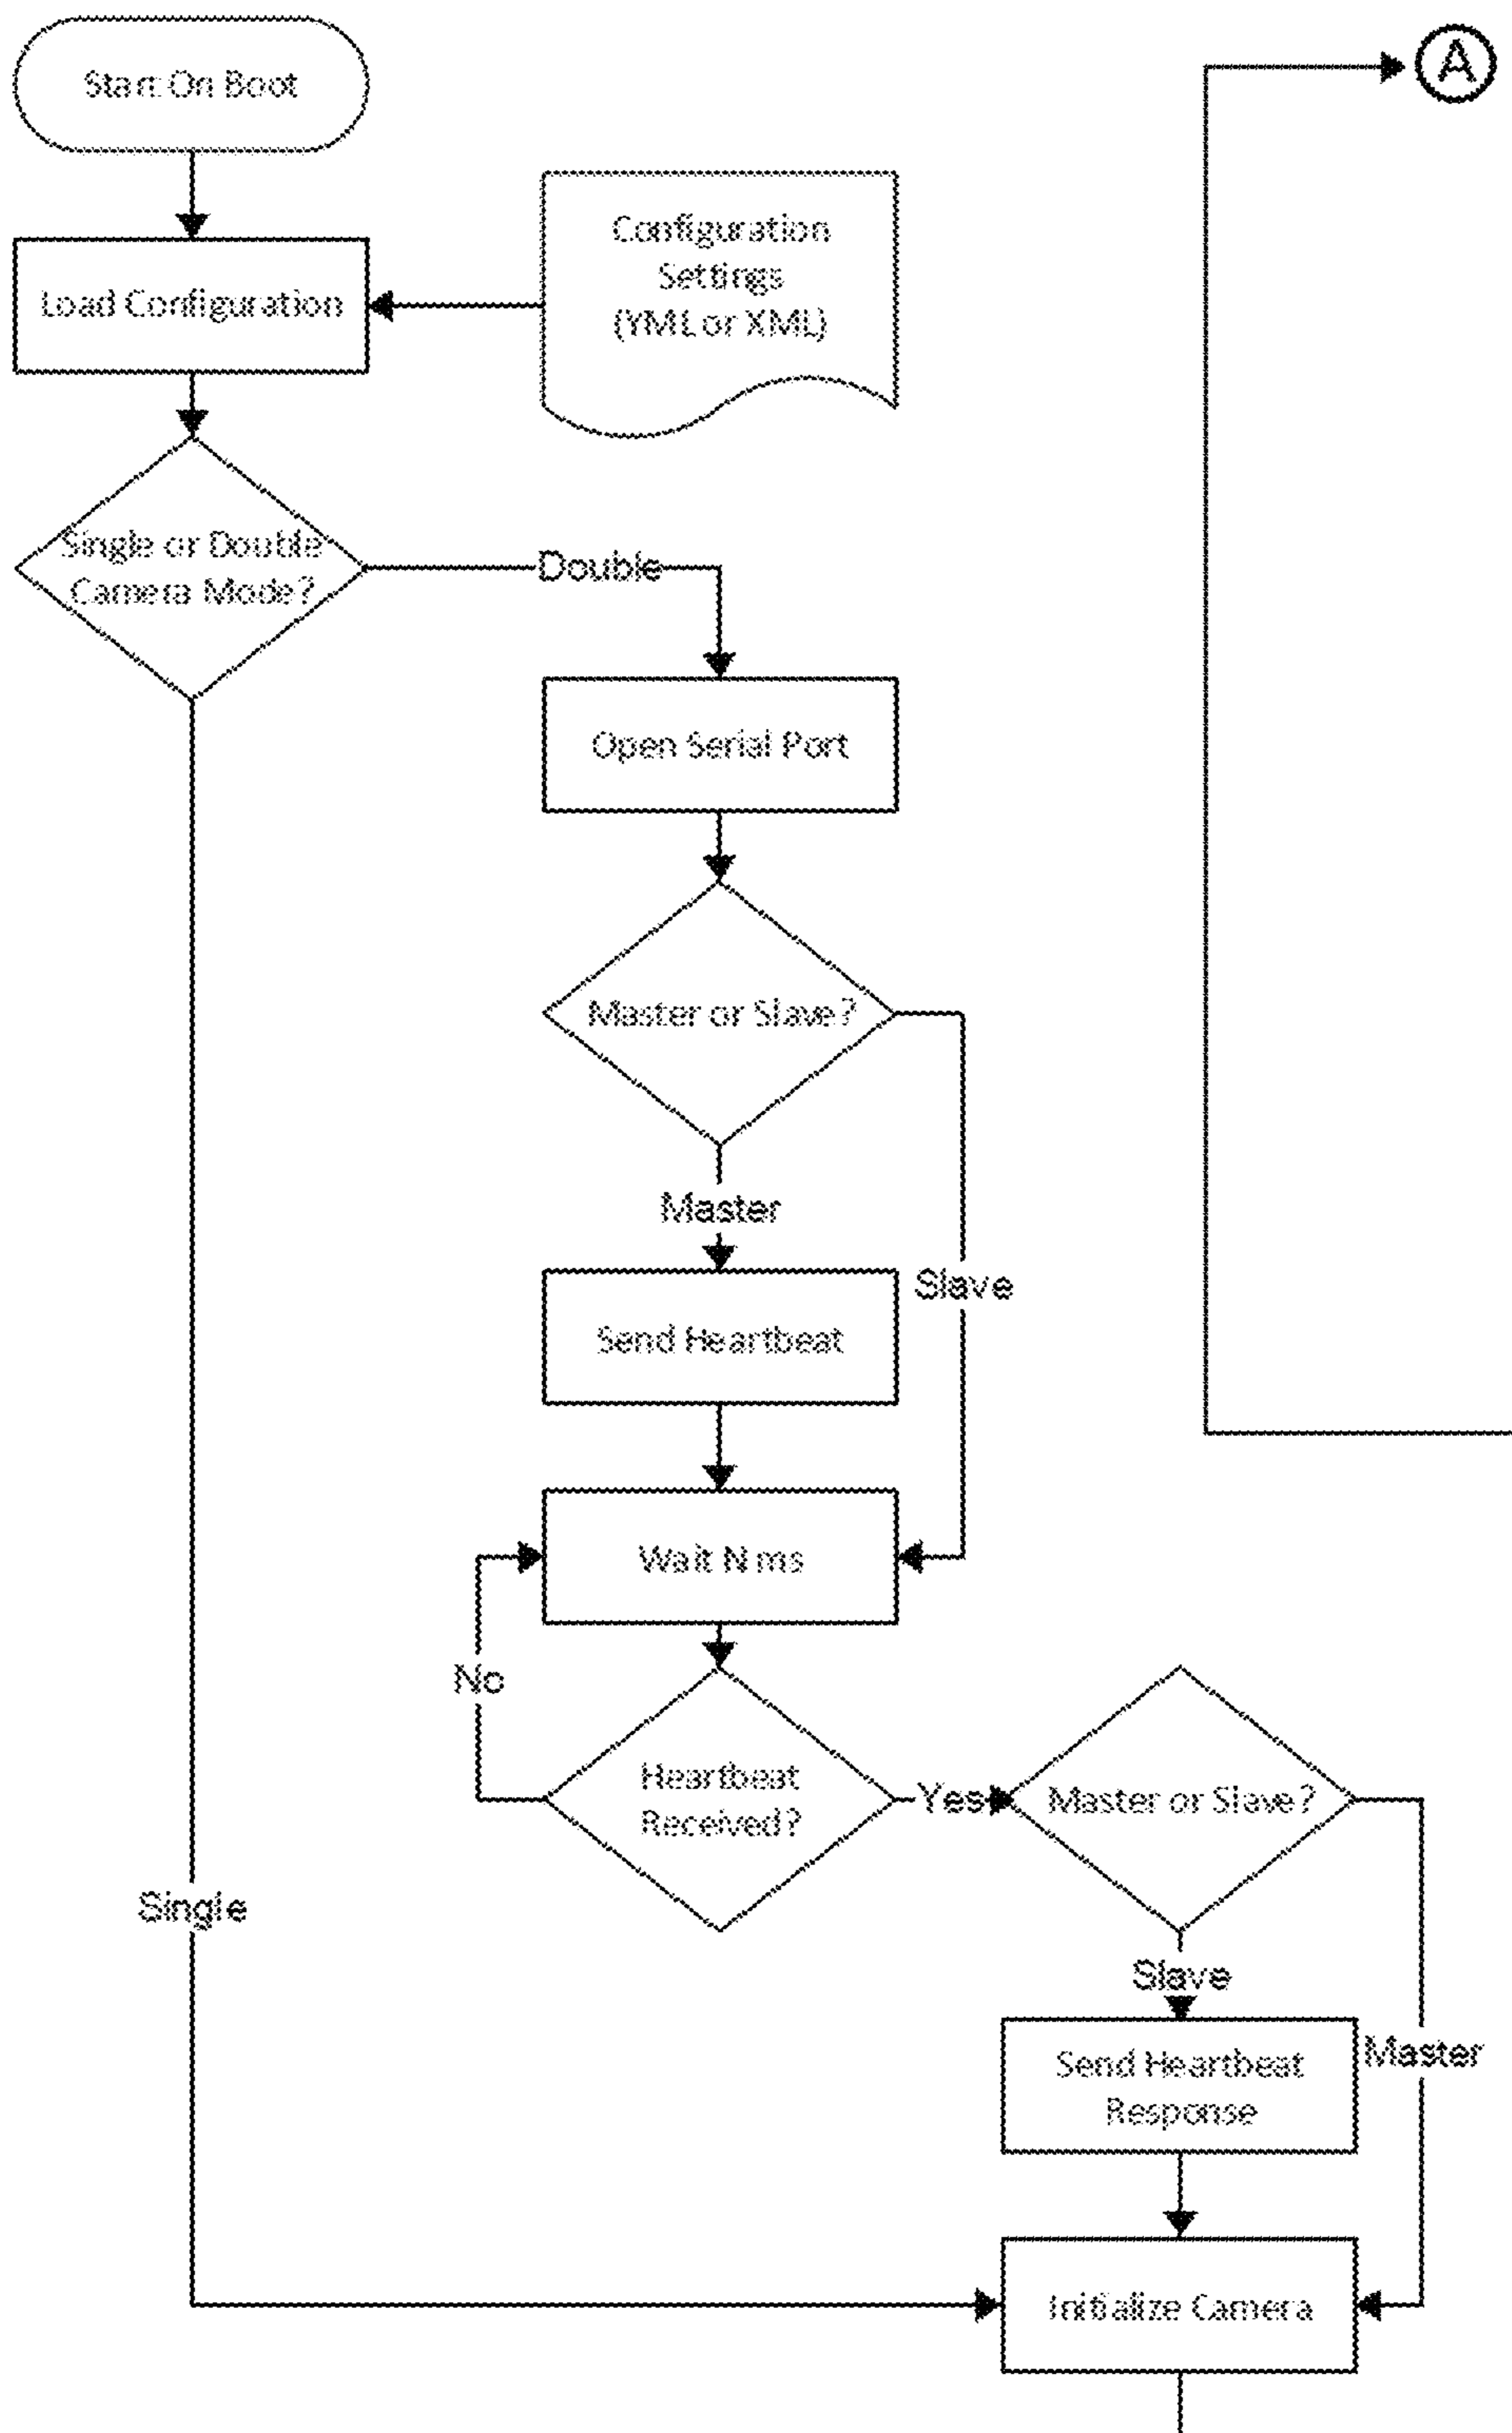 Start On Boot
A
Configuration
Settings
(YML or XML)
Load Configuration
Single or Double
Camera Mode?
Double
Open Serial Port
Master or Slave?
Master
Slave
Send Heartbeat
Wait N ms
No
Heartbeat
Received?
Yes
Master or Slave?
Single
Slave
Master
Send Heartbeat
Response
Initialize Camera